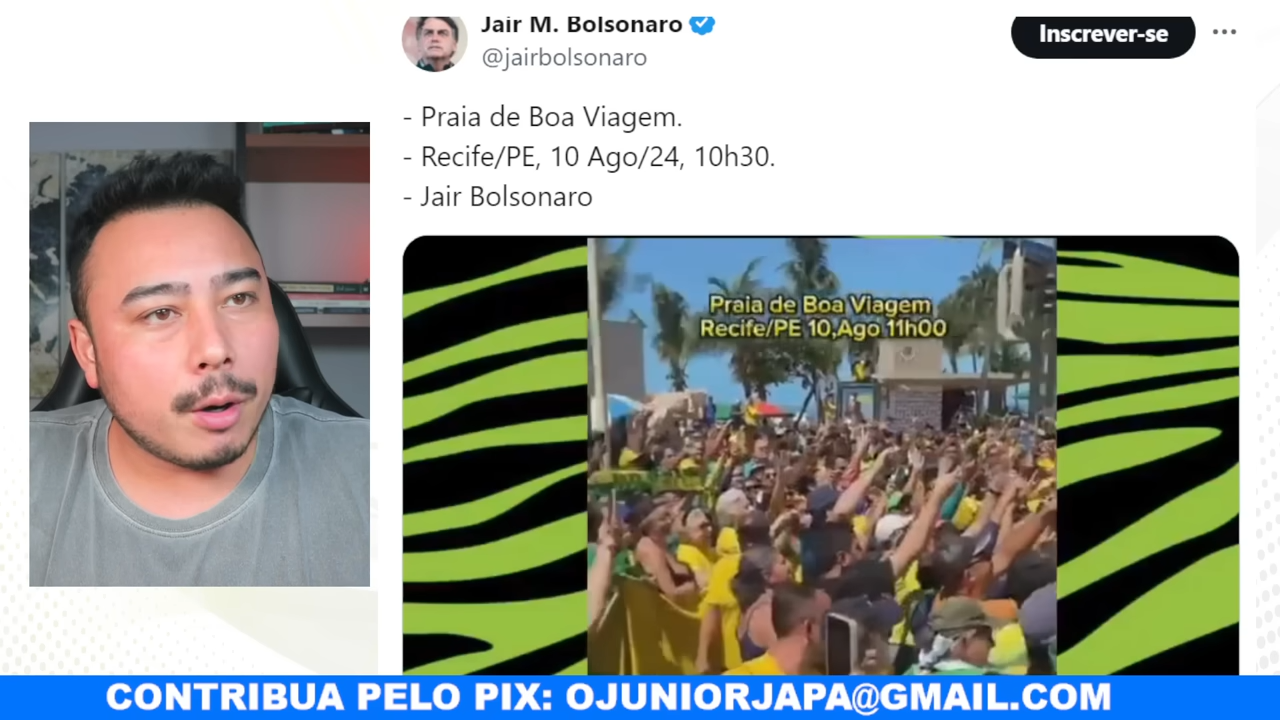 Jair M. Bolsonaro
@jairbolsonaro
Inscrever-se
- Praia de Boa Viagem.
- Recife/PE, 10 Ago/24, 10h30.
- Jair Bolsonaro
Praia de Boa Viagem
Recife/PE 10,Ago 11h00
CONTRIBUA PELO PIX: OJUNIORJAPA@GMAIL.COM